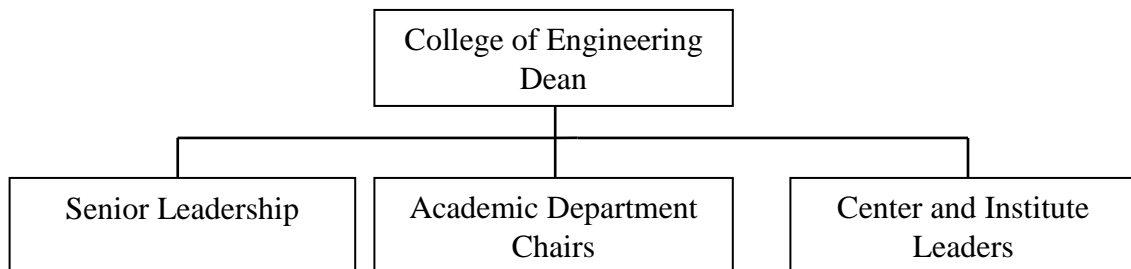 College of Engineering
Dean
Senior Leadership
Academic Department
Chairs
Center and Institute
Leaders